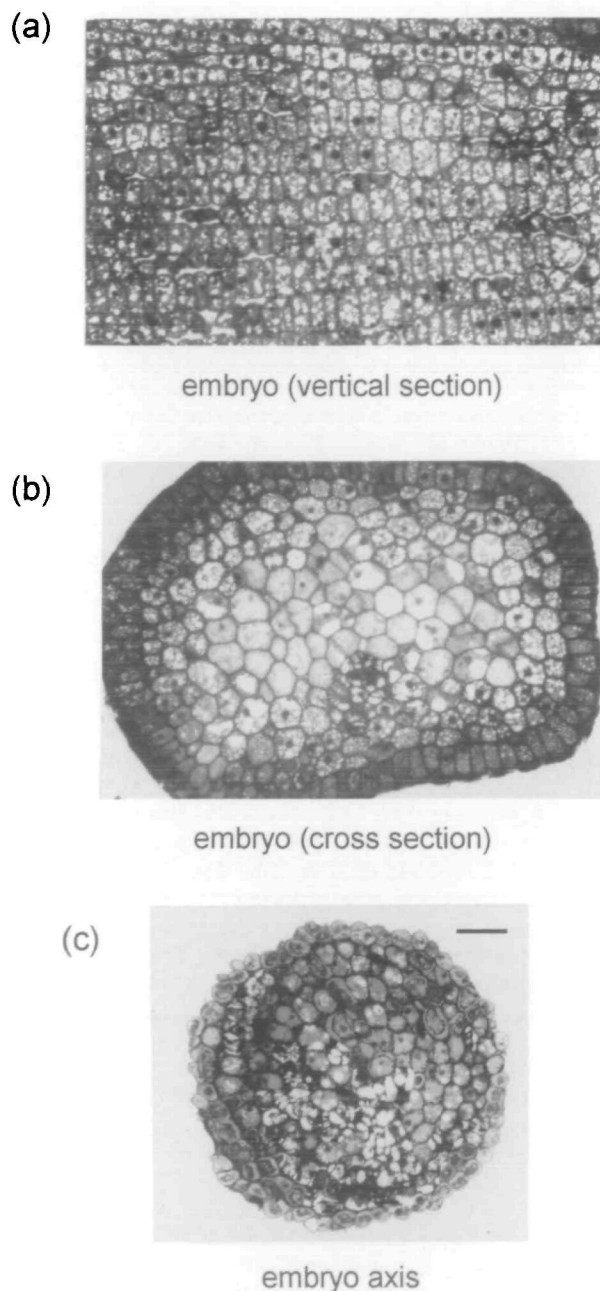 (a)
embryo (vertical section)
(b)
embryo (cross section)
(c)
embryo axis